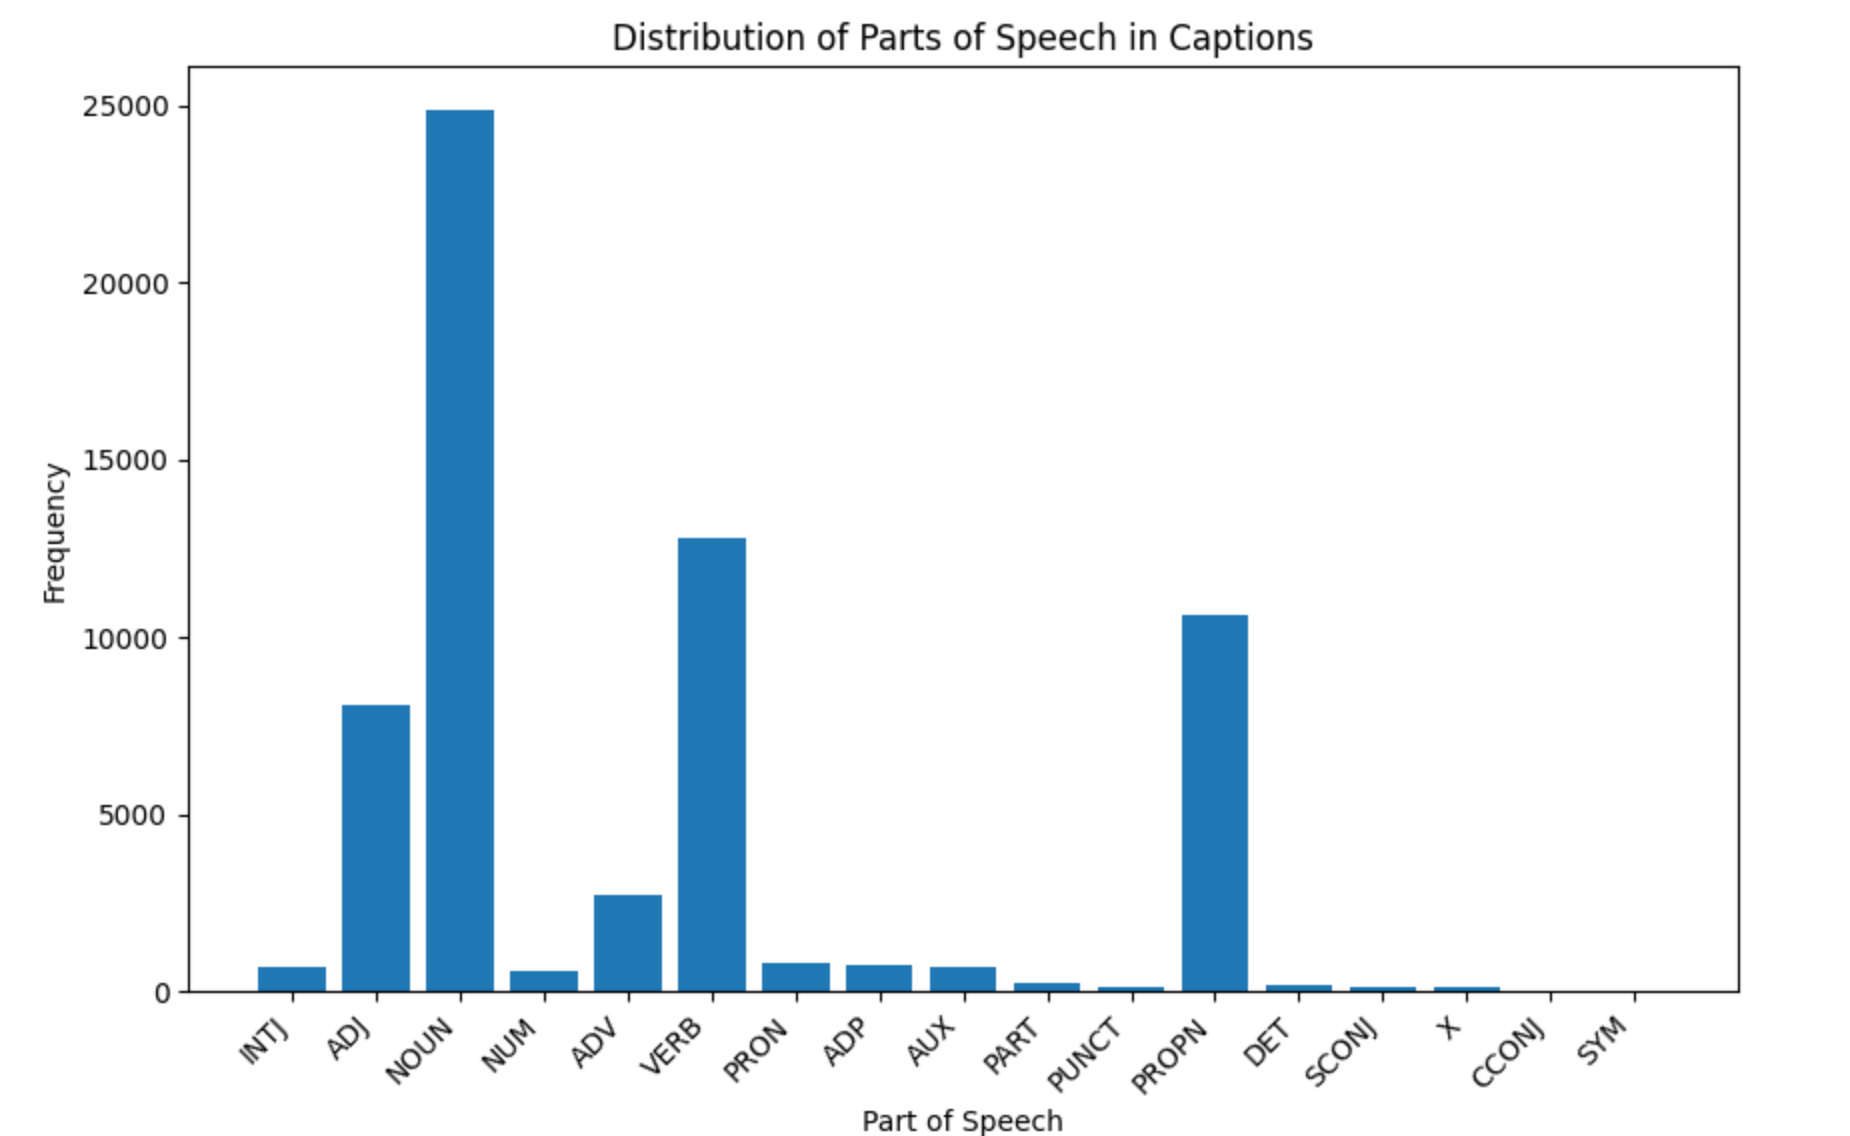 Distribution of Parts of Speech in Captions
25000
20000
15000
10000
5000
0
Frequency
INTJ
ADJ
NOUN
NUM
ADV
VERB
PRON
ADP
AUX
PART
PUNCT
PROPN
DET
SCONJ
X
CCONJ
SYM
Part of Speech